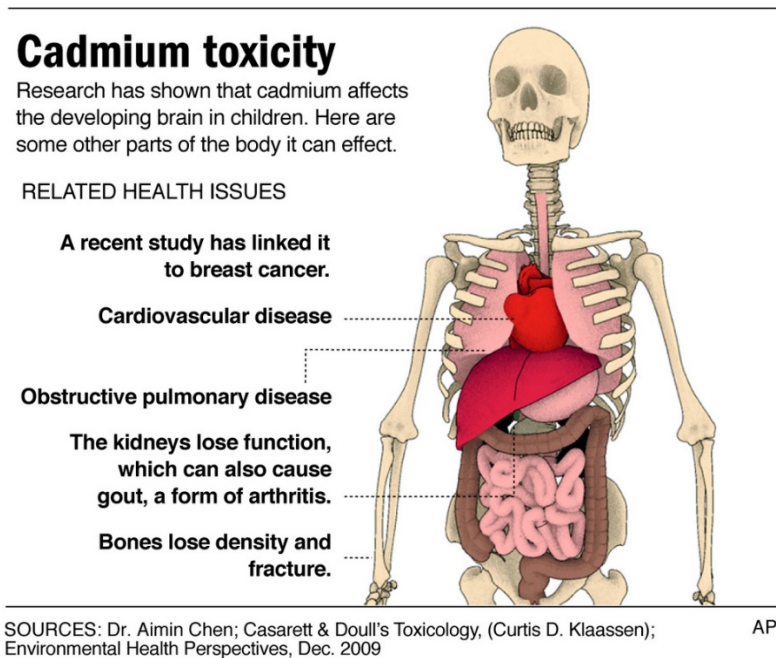 Cadmium toxicity
Research has shown that cadmium affects
the developing brain in children. Here are
some other parts of the body it can effect.
RELATED HEALTH ISSUES
A recent study has linked it
to breast cancer.
Cardiovascular disease
Obstructive pulmonary disease
The kidneys lose function,
which can also cause
gout, a form of arthritis.
Bones lose density and
fracture.
SOURCES: Dr. Aimin Chen; Casarett & Doull's Toxicology, (Curtis D. Klaassen);
Environmental Health Perspectives, Dec. 2009
AP